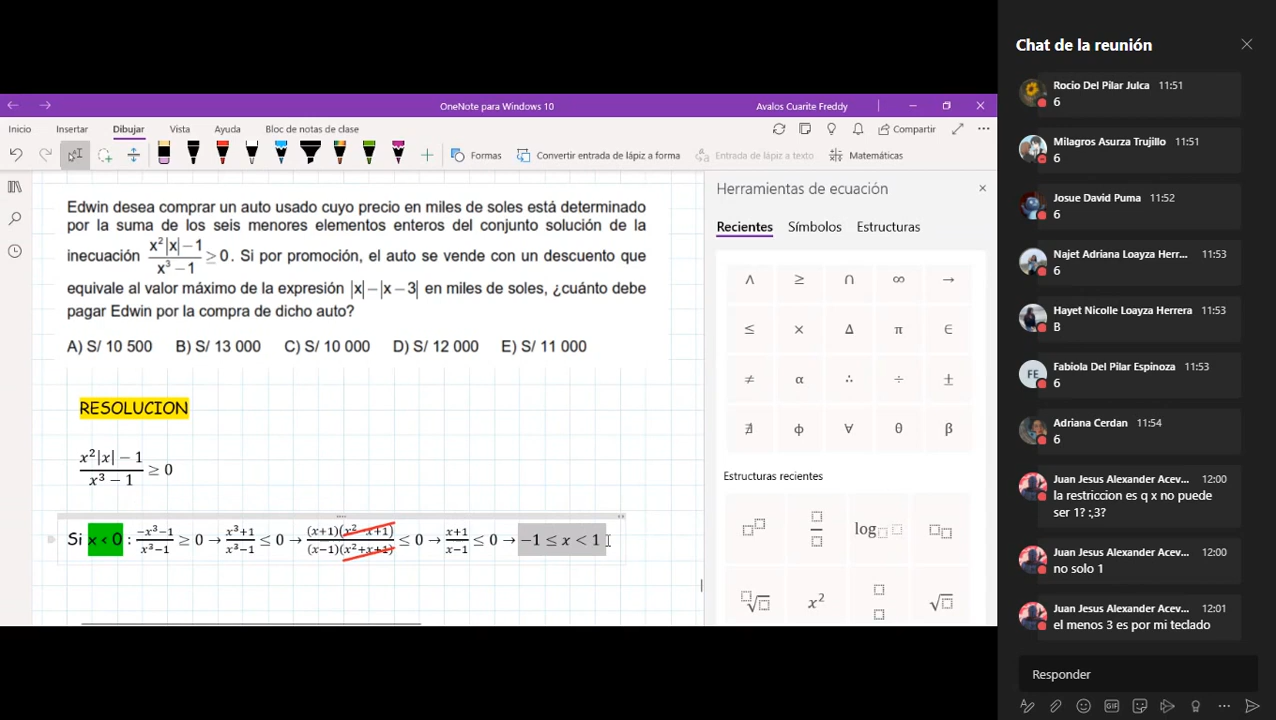 Chat de la reunión
OneNote para Windows 10
Avalos Cuarite Freddy
Inicio Insertar Dibujar Vista Ayuda Bloc de notas de clase
Compartir
Formas Convertir entrada de lápiz a forma Entrada de lápiz a texto Matemáticas
Edwin desea comprar un auto usado cuyo precio en miles de soles está determinado
por la suma de los seis menores elementos enteros del conjunto solución de la
inecuación (x²|x| − 1)/(x³ − 1) ≥ 0. Si por promoción, el auto se vende con un descuento que
equivale al valor máximo de la expresión |x| − |x − 3| en miles de soles, ¿cuánto debe
pagar Edwin por la compra de dicho auto?
A) S/ 10 500 B) S/ 13 000 C) S/ 10 000 D) S/ 12 000 E) S/ 11 000
RESOLUCION
(x²|x| − 1)/(x³ − 1) ≥ 0
Si x < 0 : (−x³−1)/(x³−1) ≥ 0 → (x³+1)/(x³−1) ≤ 0 → ((x+1)(x²−x+1))/((x−1)(x²+x+1)) ≤ 0 → (x+1)/(x−1) ≤ 0 → −1 ≤ x < 1
Herramientas de ecuación
Recientes Símbolos Estructuras
∧ ≥ ∩ ∞ →
≤ × Δ π ∈
≠ α ∴ ÷ ±
∄ ϕ ∀ θ β
Estructuras recientes
log
x²
Rocio Del Pilar Julca 11:51
6
Milagros Asurza Trujillo 11:51
6
Josue David Puma 11:52
6
Najet Adriana Loayza Herr... 11:53
6
Hayet Nicolle Loayza Herrera 11:53
B
FE
Fabiola Del Pilar Espinoza 11:53
6
Adriana Cerdan 11:54
6
Juan Jesus Alexander Acev... 12:00
la restriccion es q x no puede
ser 1? :,3?
Juan Jesus Alexander Acev... 12:00
no solo 1
Juan Jesus Alexander Acev... 12:01
el menos 3 es por mi teclado
Responder
GIF